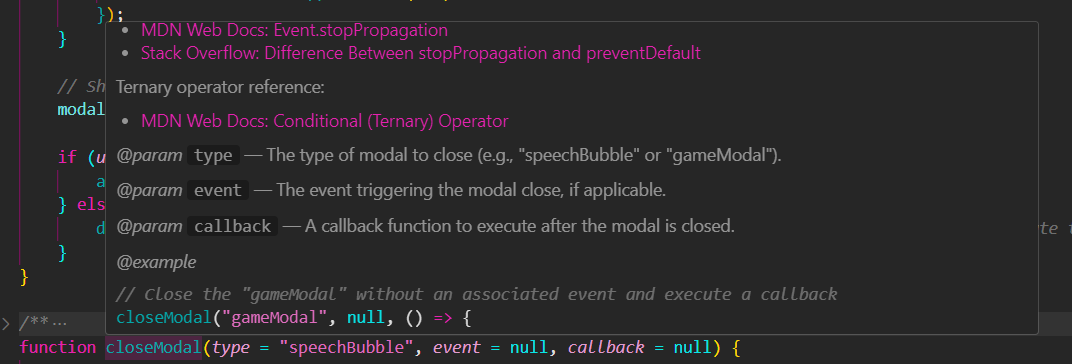 });
• MDN Web Docs: Event.stopPropagation
}
• Stack Overflow: Difference Between stopPropagation and preventDefault
// Sh
Ternary operator reference:
modal
• MDN Web Docs: Conditional (Ternary) Operator
if (u
@param type — The type of modal to close (e.g., "speechBubble" or "gameModal").
a
@param event — The event triggering the modal close, if applicable.
} els
@param callback — A callback function to execute after the modal is closed.
d
}
@example
}
// Close the "gameModal" without an associated event and execute a callback
closeModal("gameModal", null, () => {
/** ...
function closeModal(type = "speechBubble", event = null, callback = null) {